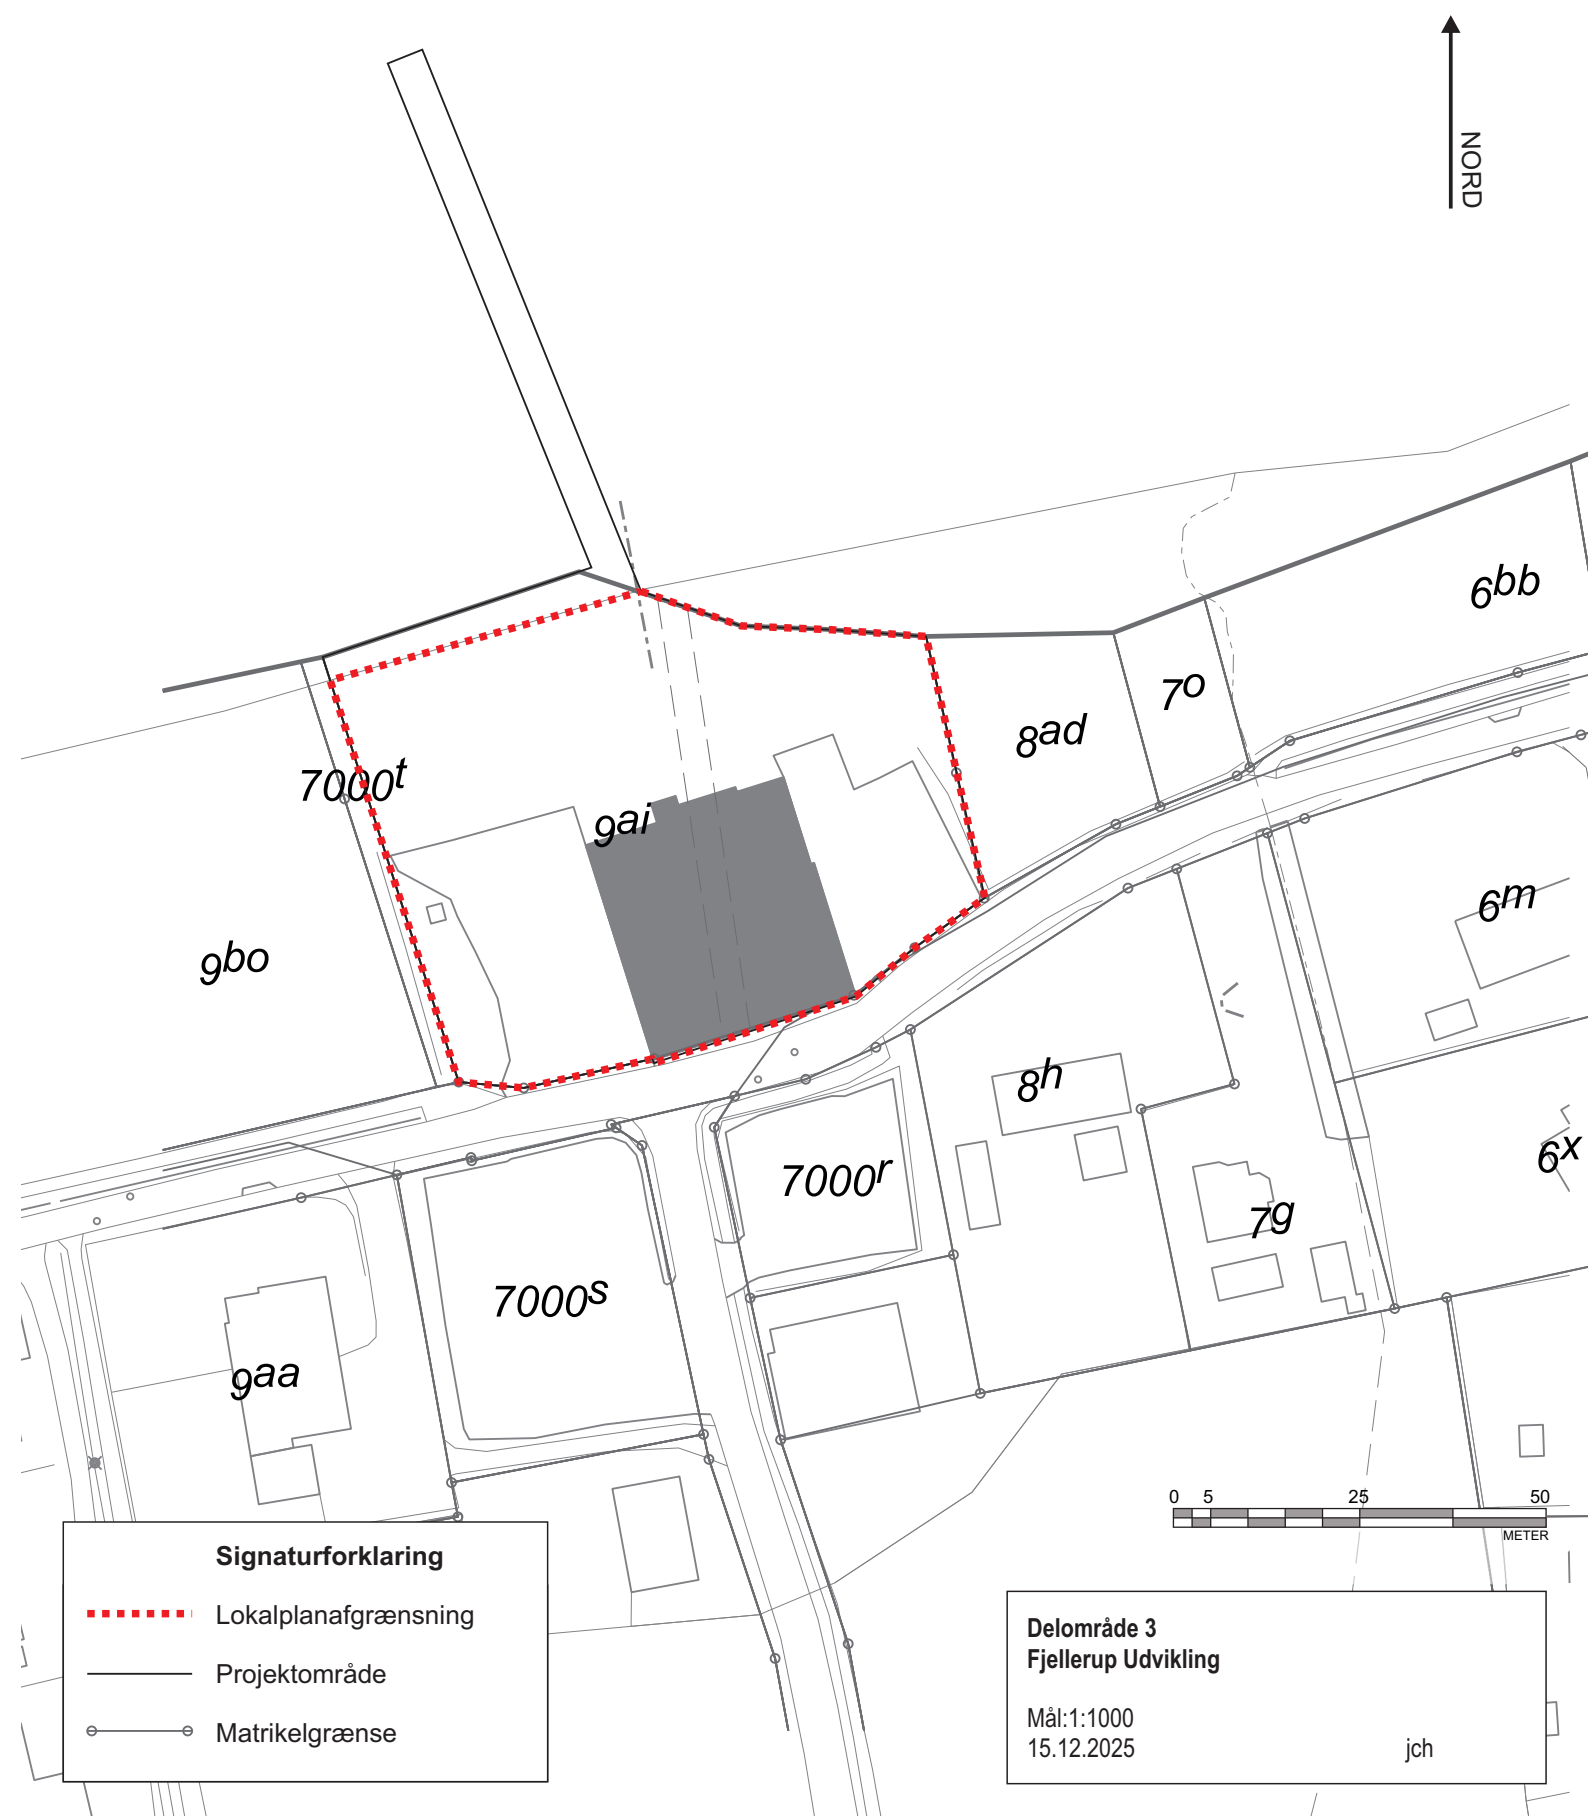 NORD
6bb
7o
8ad
7000t
9ai
6m
9bo
8h
6x
7000r
7g
7000s
9aa
0 5 25 50
METER
Signaturforklaring
Lokalplanafgrænsning
Projektområde
Matrikelgrænse
Delområde 3
Fjellerup Udvikling
Mål:1:1000
15.12.2025 jch